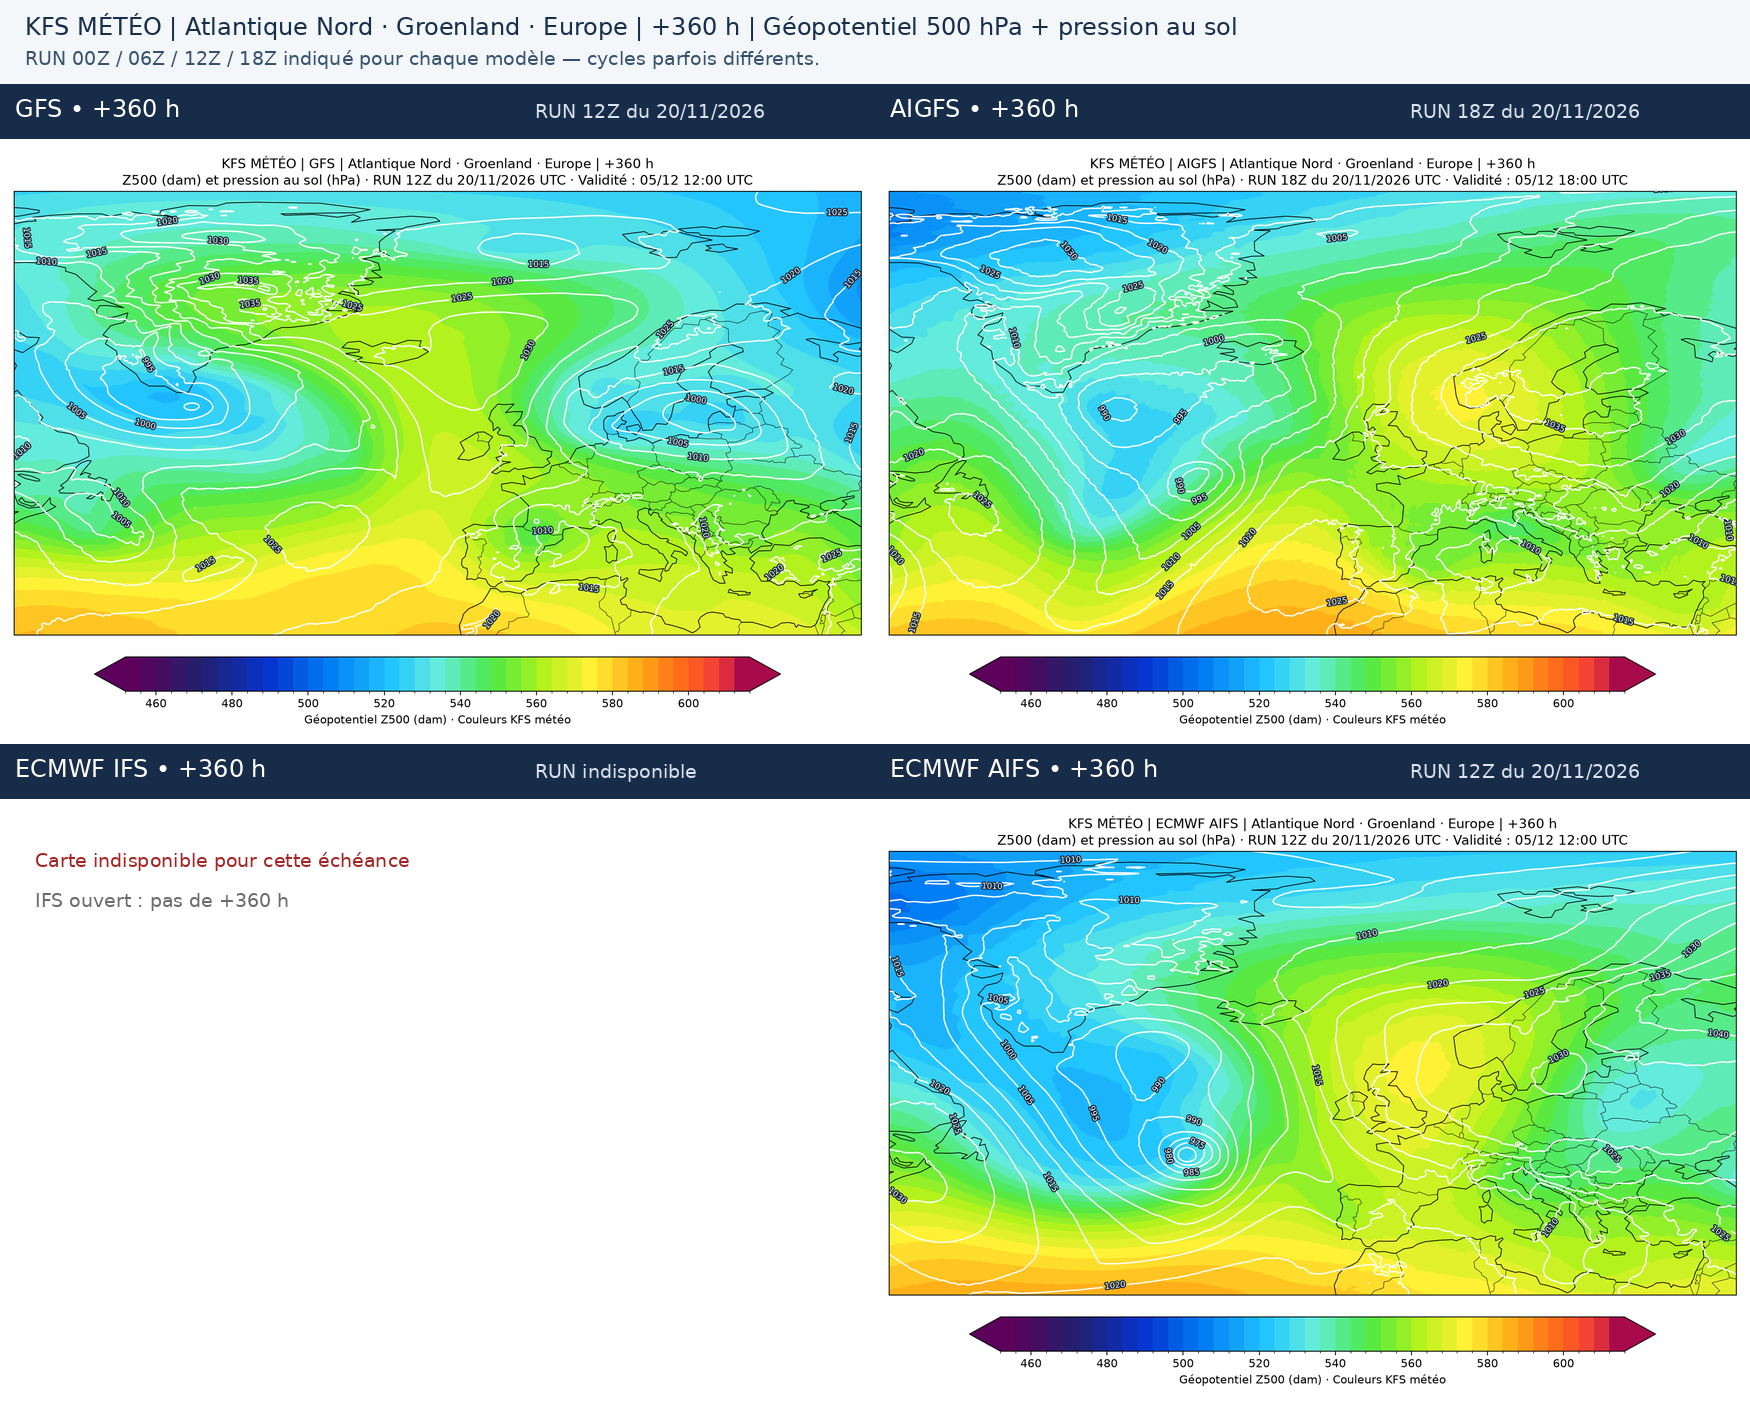 KFS MÉTÉO | Atlantique Nord · Groenland · Europe | +360 h | Géopotentiel 500 hPa + pression au sol
RUN 00Z / 06Z / 12Z / 18Z indiqué pour chaque modèle — cycles parfois différents.
GFS • +360 h
RUN 12Z du 20/11/2026
AIGFS • +360 h
RUN 18Z du 20/11/2026
KFS MÉTÉO | GFS | Atlantique Nord · Groenland · Europe | +360 h
Z500 (dam) et pression au sol (hPa) · RUN 12Z du 20/11/2026 UTC · Validité : 05/12 12:00 UTC
KFS MÉTÉO | AIGFS | Atlantique Nord · Groenland · Europe | +360 h
Z500 (dam) et pression au sol (hPa) · RUN 18Z du 20/11/2026 UTC · Validité : 05/12 18:00 UTC
460 480 500 520 540 560 580 600
Géopotentiel Z500 (dam) · Couleurs KFS météo
460 480 500 520 540 560 580 600
Géopotentiel Z500 (dam) · Couleurs KFS météo
ECMWF IFS • +360 h
RUN indisponible
ECMWF AIFS • +360 h
RUN 12Z du 20/11/2026
Carte indisponible pour cette échéance
IFS ouvert : pas de +360 h
KFS MÉTÉO | ECMWF AIFS | Atlantique Nord · Groenland · Europe | +360 h
Z500 (dam) et pression au sol (hPa) · RUN 12Z du 20/11/2026 UTC · Validité : 05/12 12:00 UTC
460 480 500 520 540 560 580 600
Géopotentiel Z500 (dam) · Couleurs KFS météo